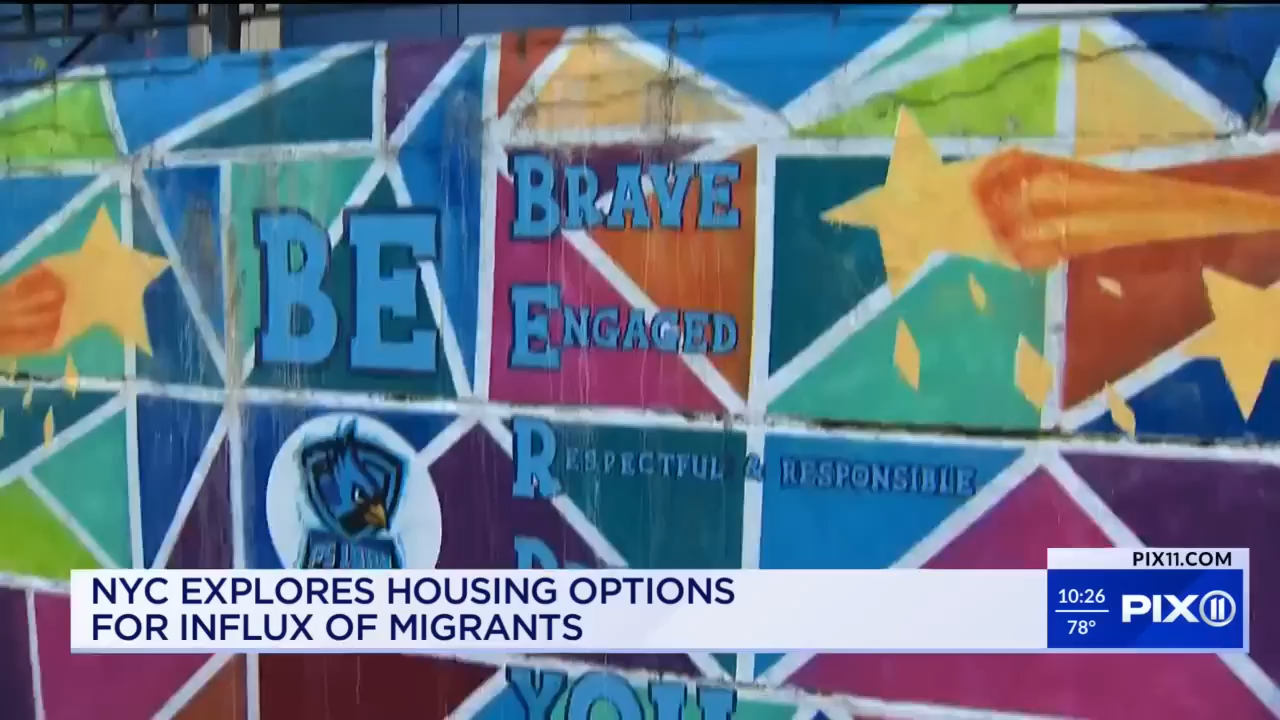 BE
BRAVE
ENGAGED
RESPECTFUL & RESPONSIBLE
YOU
PIX11.COM
NYC EXPLORES HOUSING OPTIONS
FOR INFLUX OF MIGRANTS
10:26
78°
PIX11